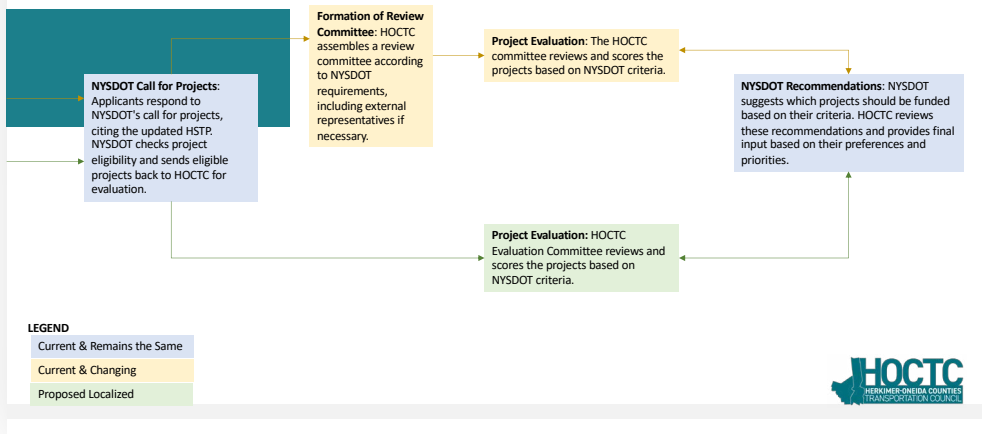 Formation of Review
Committee: HOCTC
assembles a review
committee according
to NYSDOT
requirements,
including external
representatives if
necessary.
Project Evaluation: The HOCTC
committee reviews and scores the
projects based on NYSDOT criteria.
NYSDOT Call for Projects:
Applicants respond to
NYSDOT's call for projects,
citing the updated HSTP.
NYSDOT checks project
eligibility and sends eligible
projects back to HOCTC for
evaluation.
NYSDOT Recommendations: NYSDOT
suggests which projects should be funded
based on their criteria. HOCTC reviews
these recommendations and provides final
input based on their preferences and
priorities.
Project Evaluation: HOCTC
Evaluation Committee reviews and
scores the projects based on
NYSDOT criteria.
LEGEND
Current & Remains the Same
Current & Changing
Proposed Localized
HOCTC
HERKIMER-ONEIDA COUNTIES
TRANSPORTATION COUNCIL